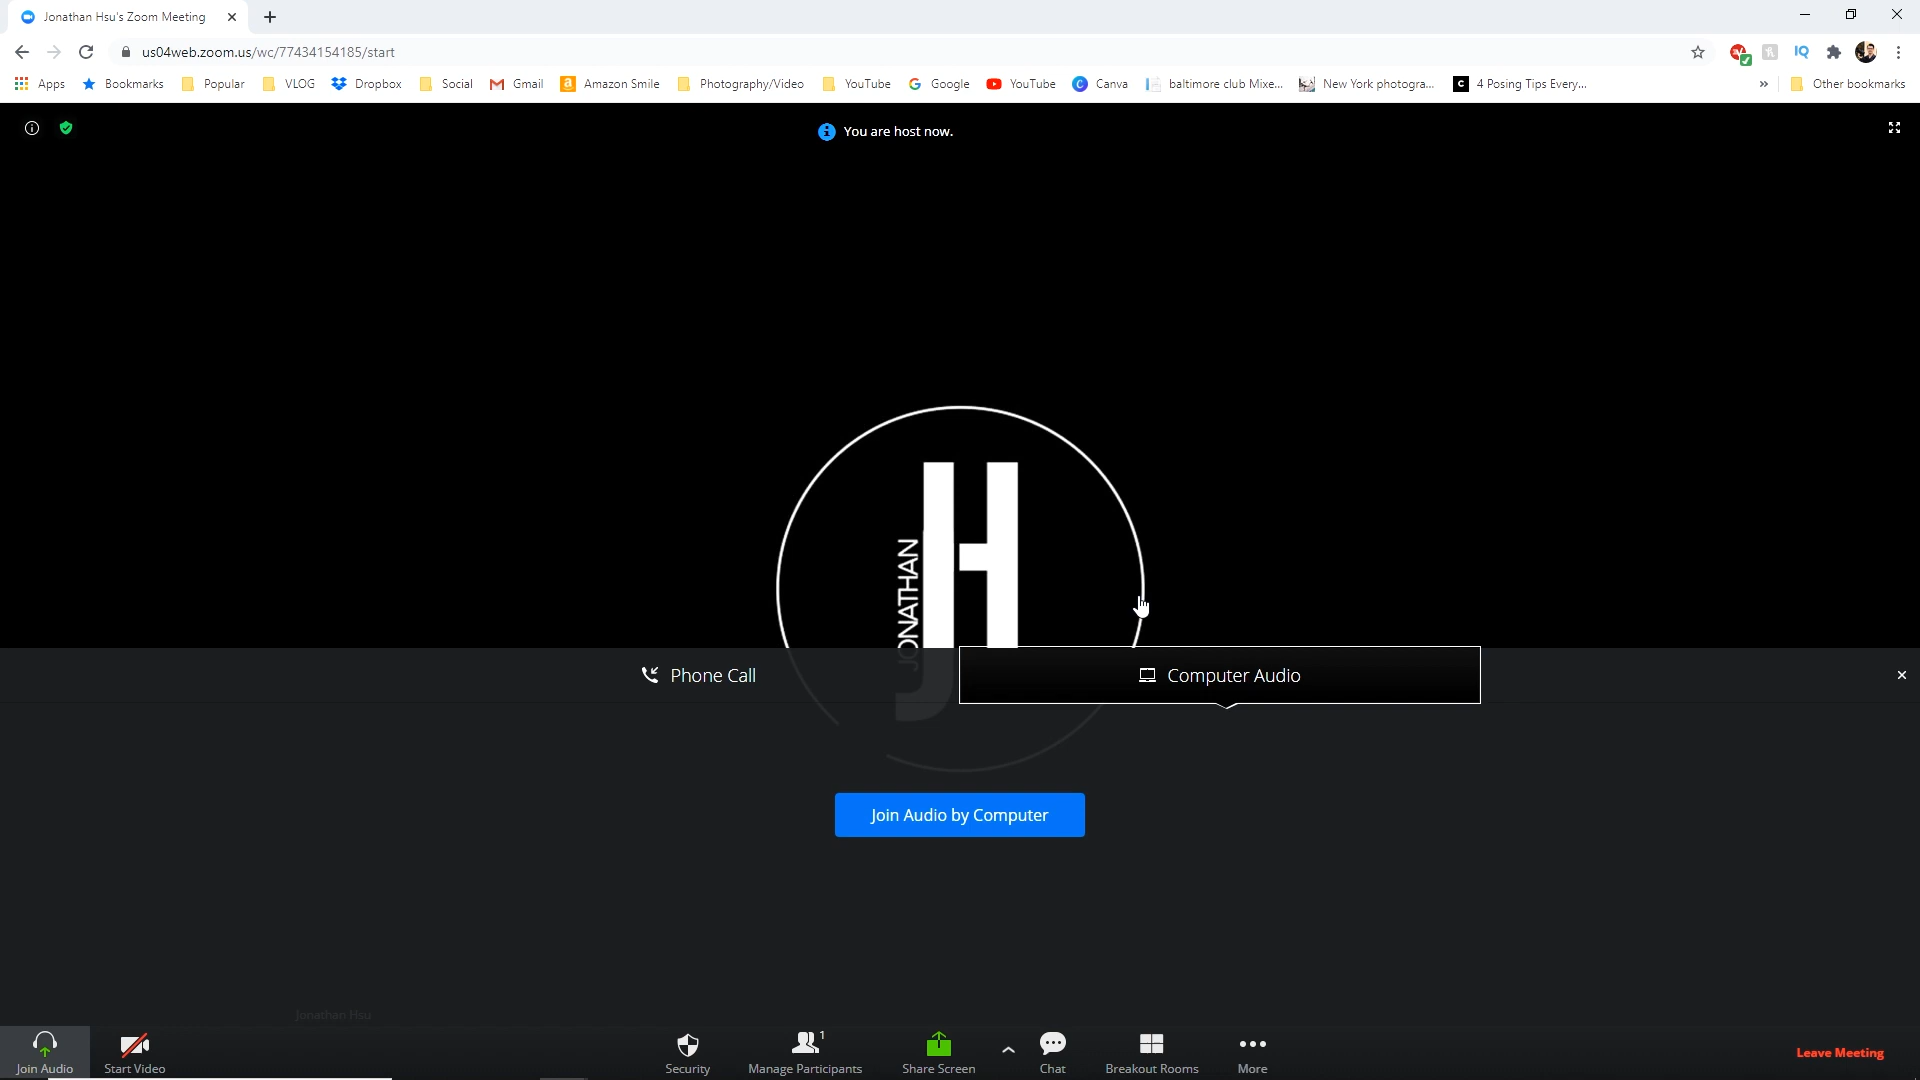 Jonathan Hsu's Zoom Meeting
us04web.zoom.us/wc/77434154185/start
Apps Bookmarks Popular VLOG Dropbox Social Gmail Amazon Smile Photography/Video YouTube Google YouTube Canva baltimore club Mixe... New York photogra... 4 Posing Tips Every... » Other bookmarks
You are host now.
JONATHAN
JH
Phone Call
Computer Audio
Join Audio by Computer
Jonathan Hsu
Join Audio Start Video Security Manage Participants 1 Share Screen Chat Breakout Rooms More Leave Meeting